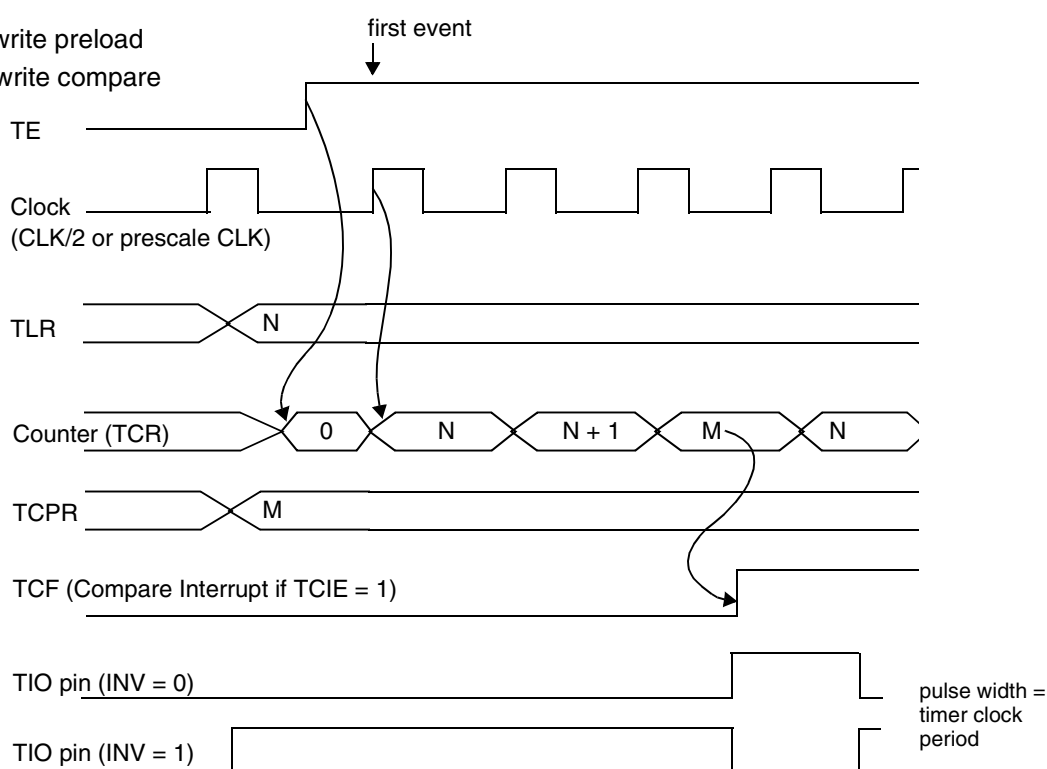 write preload
first event
write compare
TE
Clock
(CLK/2 or prescale CLK)
TLR
N
Counter (TCR)
0
N
N + 1
M
N
TCPR
M
TCF (Compare Interrupt if TCIE = 1)
TIO pin (INV = 0)
pulse width =
timer clock
period
TIO pin (INV = 1)